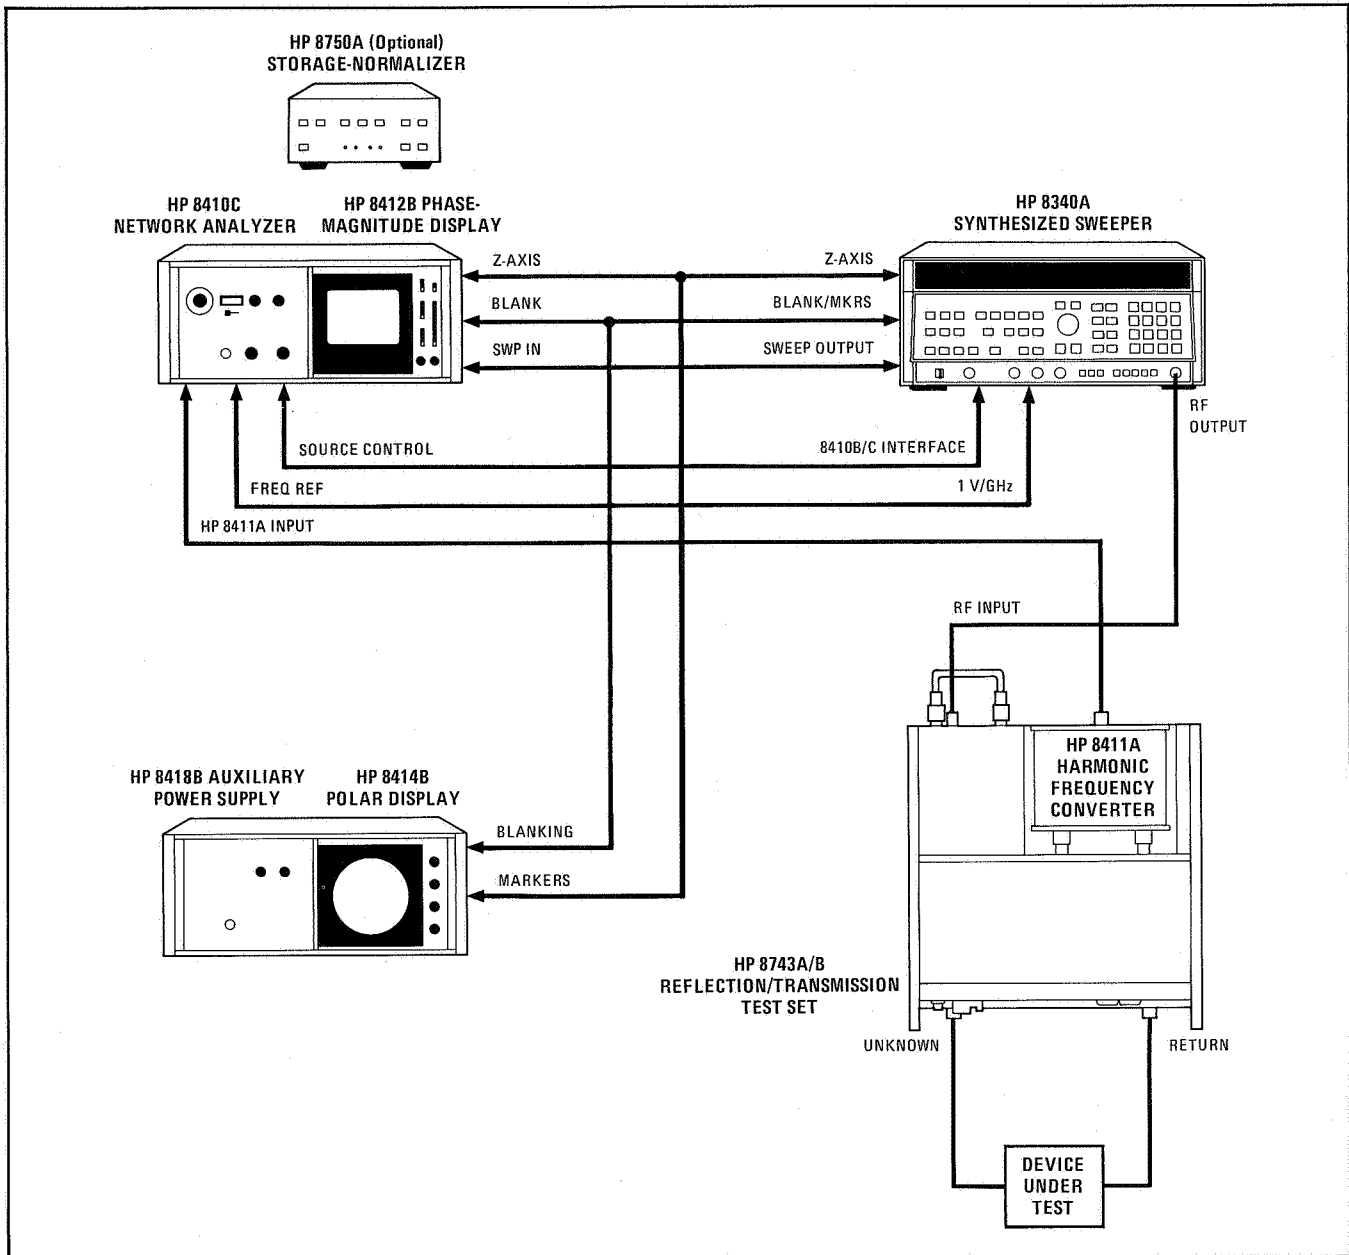 HP 8750A (Optional)
STORAGE-NORMALIZER
HP 8410C
NETWORK ANALYZER
HP 8412B PHASE-
MAGNITUDE DISPLAY
HP 8340A
SYNTHESIZED SWEEPER
Z-AXIS
Z-AXIS
BLANK
BLANK/MKRS
SWP IN
SWEEP OUTPUT
RF
OUTPUT
SOURCE CONTROL
8410B/C INTERFACE
FREQ REF
1 V/GHz
HP 8411A INPUT
RF INPUT
HP 8411A
HARMONIC
FREQUENCY
CONVERTER
HP 8418B AUXILIARY
POWER SUPPLY
HP 8414B
POLAR DISPLAY
BLANKING
MARKERS
HP 8743A/B
REFLECTION/TRANSMISSION
TEST SET
UNKNOWN
RETURN
DEVICE
UNDER
TEST